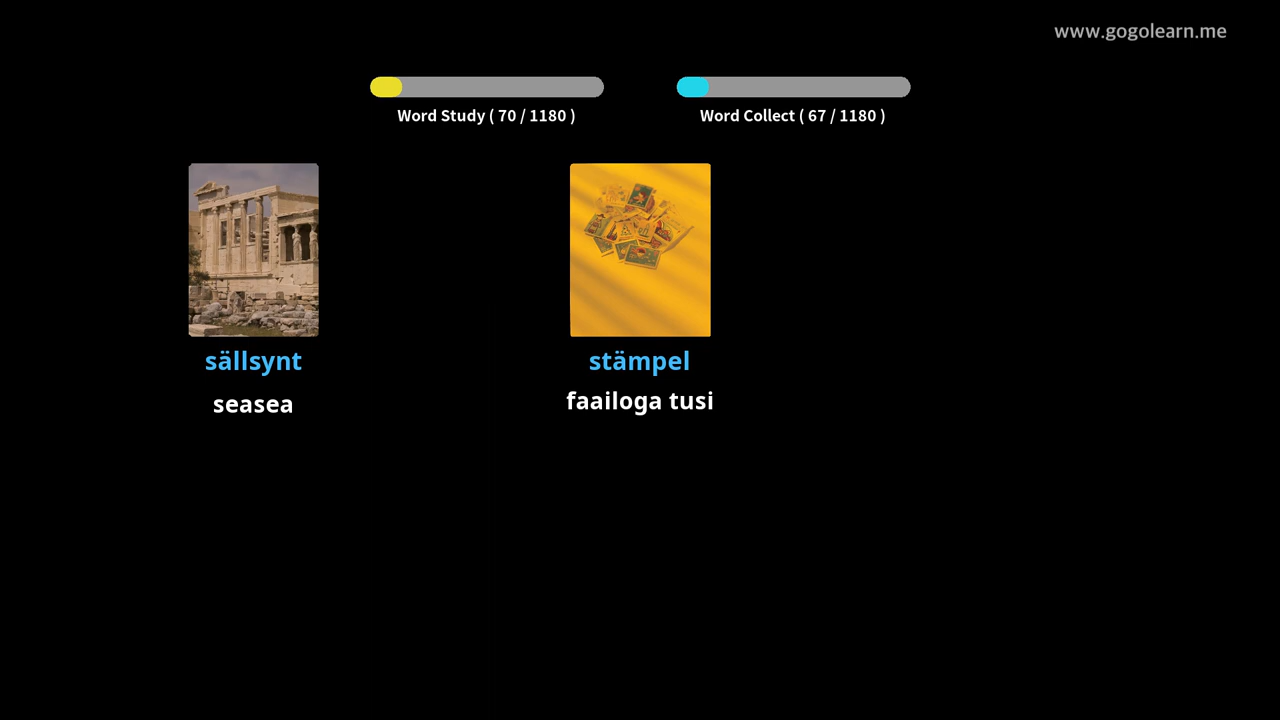 www.gogolearn.me
Word Study ( 70 / 1180 )
Word Collect ( 67 / 1180 )
sällsynt
stämpel
seasea
faailoga tusi